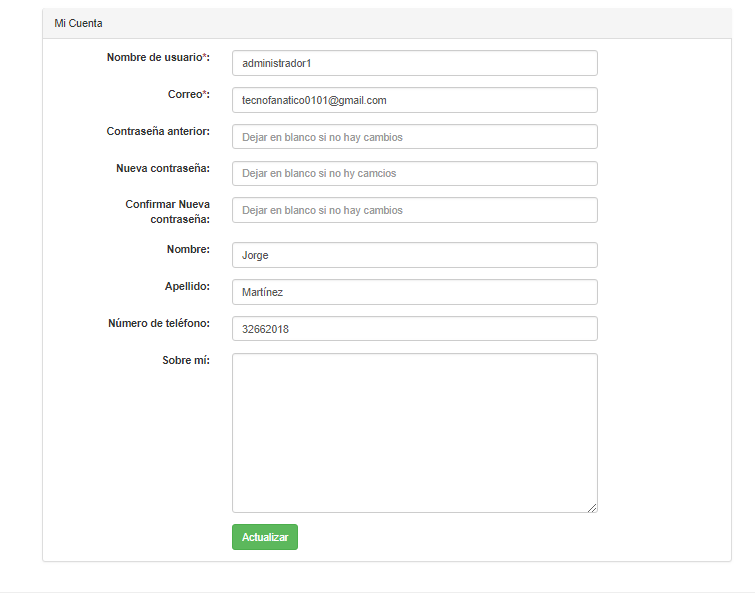 Mi Cuenta
Nombre de usuario*:
administrador1
Correo*:
tecnofanatico0101@gmail.com
Contraseña anterior:
Dejar en blanco si no hay cambios
Nueva contraseña:
Dejar en blanco si no hy camcios
Confirmar Nueva
contraseña:
Dejar en blanco si no hay cambios
Nombre:
Jorge
Apellido:
Martínez
Número de teléfono:
32662018
Sobre mí:
Actualizar